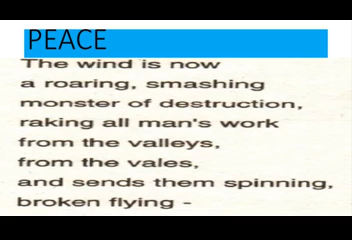 PEACE
The wind is now
a roaring, smashing
monster of destruction,
raking all man's work
from the valleys,
from the vales,
and sends them spinning,
broken flying -